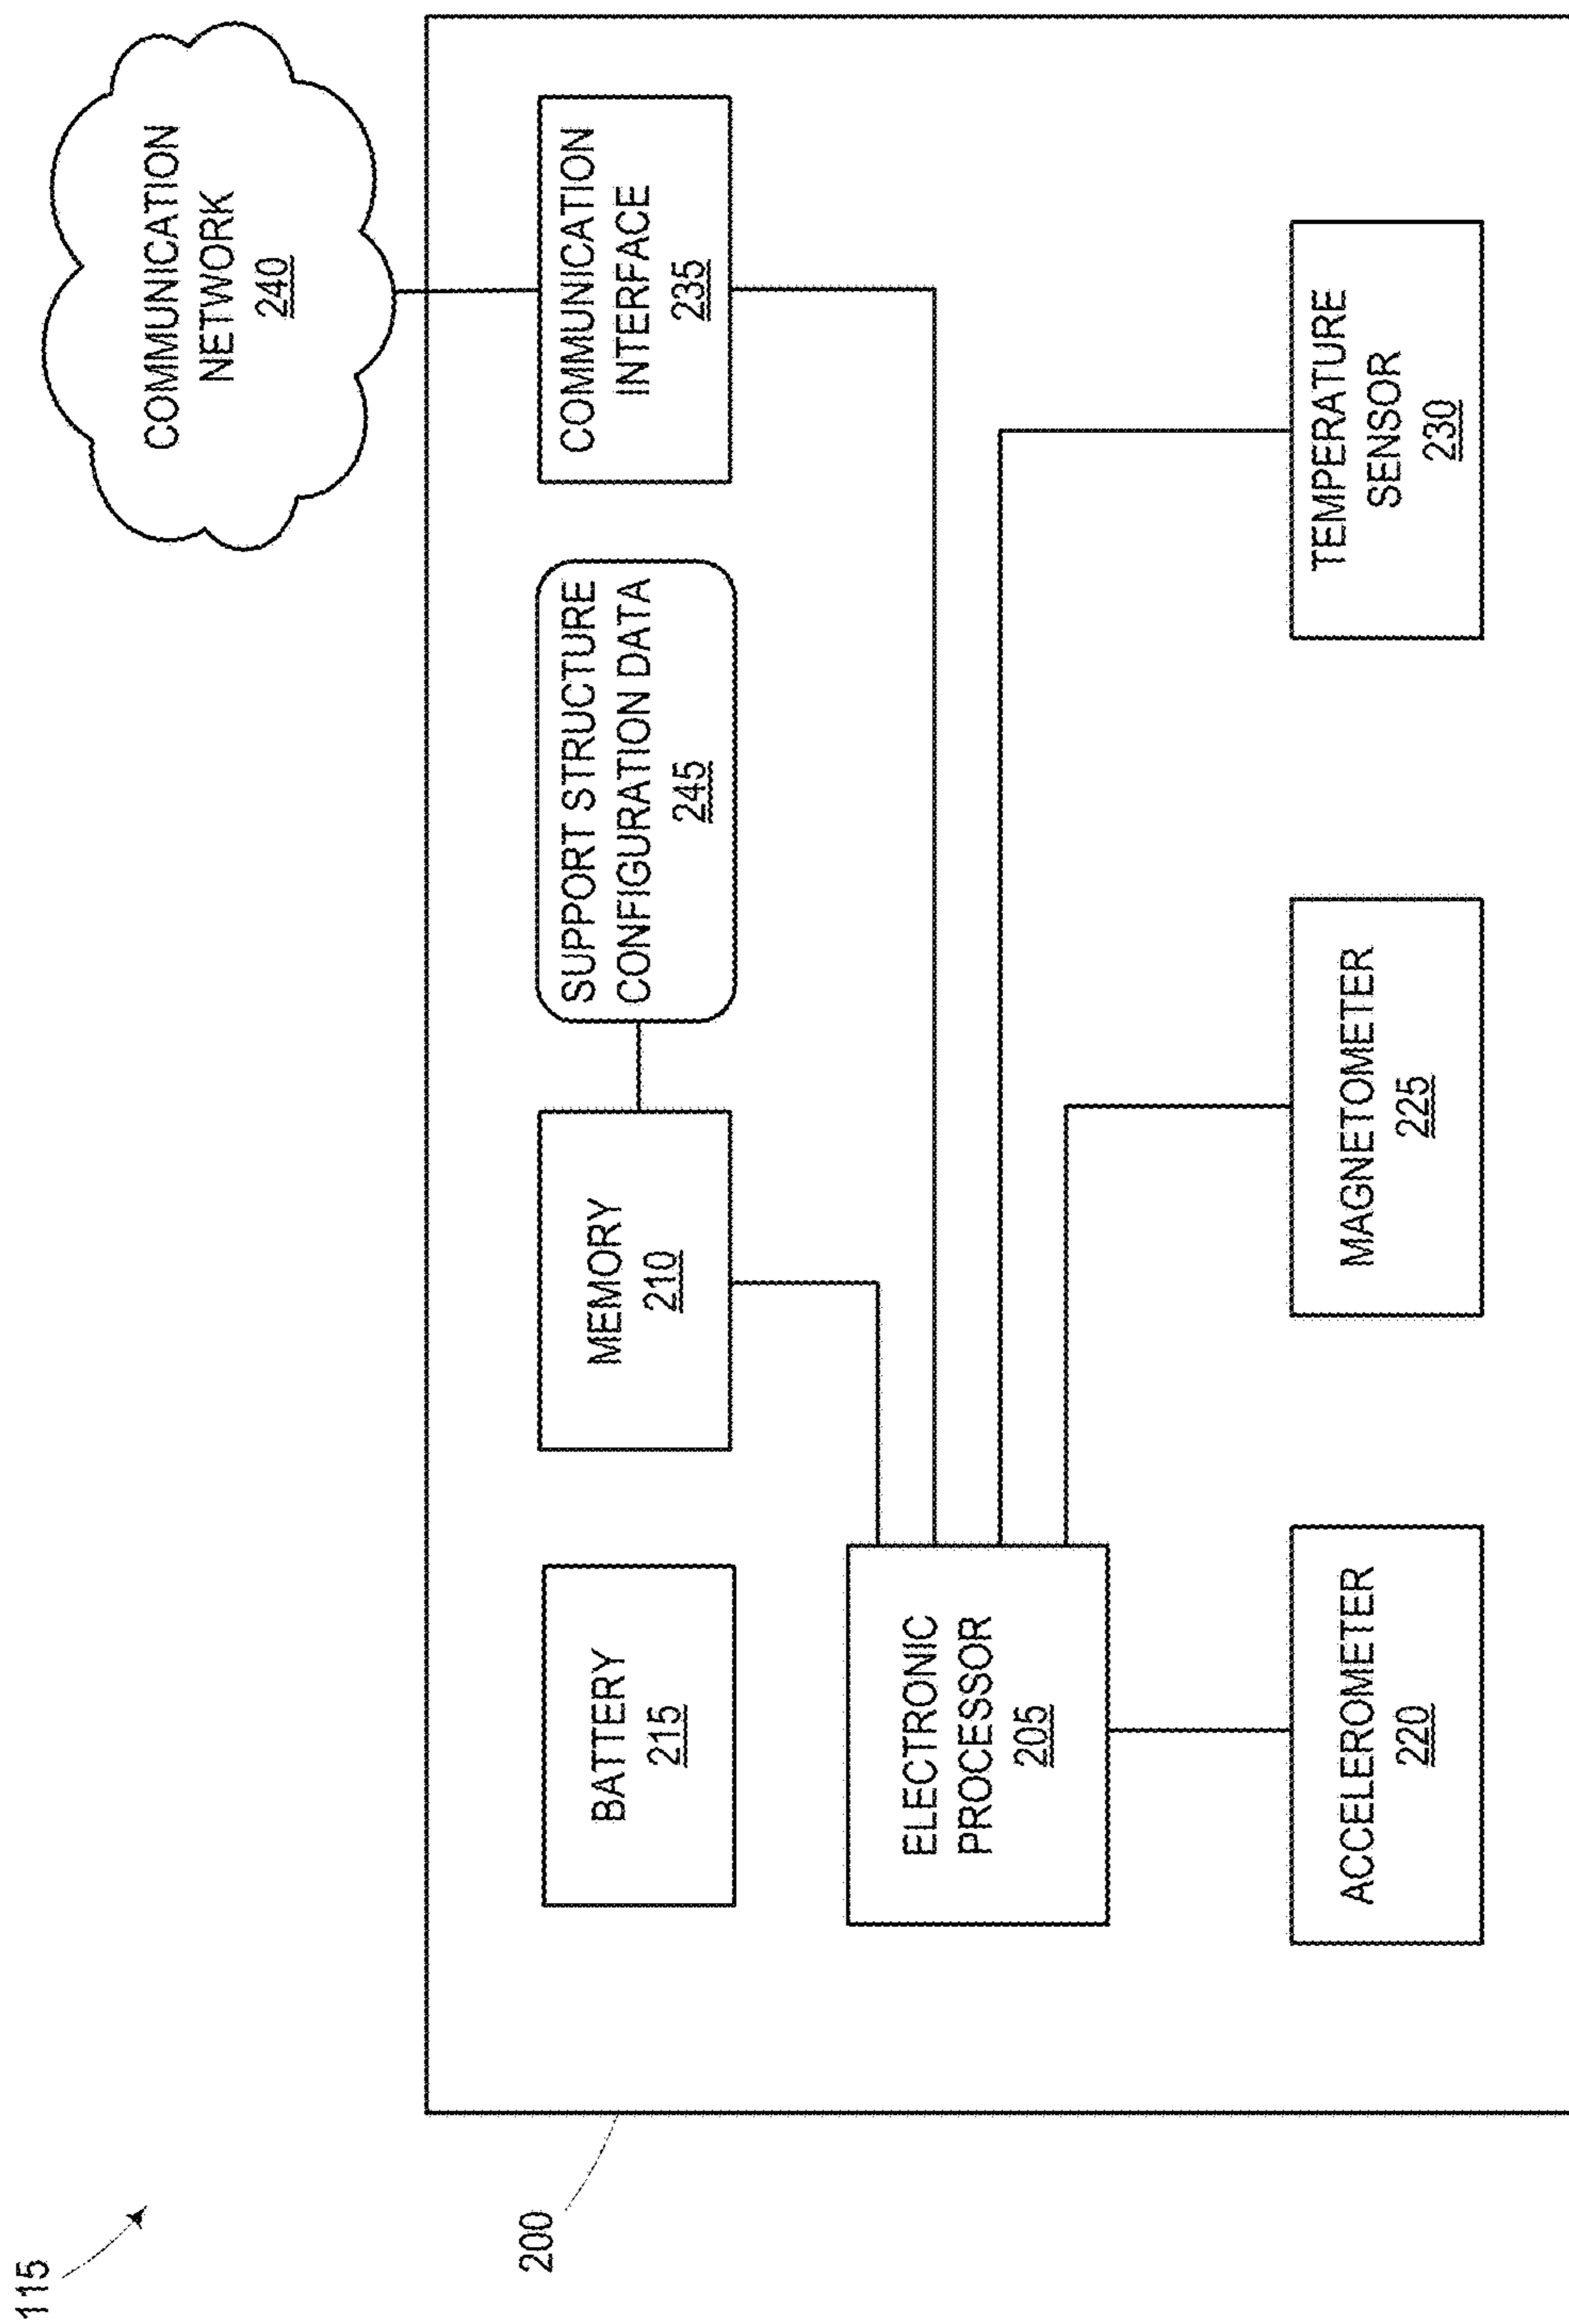 115
200
COMMUNICATION
NETWORK
240
BATTERY
215
MEMORY
210
SUPPORT STRUCTURE
CONFIGURATION DATA
245
COMMUNICATION
INTERFACE
235
ELECTRONIC
PROCESSOR
205
ACCELEROMETER
220
MAGNETOMETER
225
TEMPERATURE
SENSOR
230